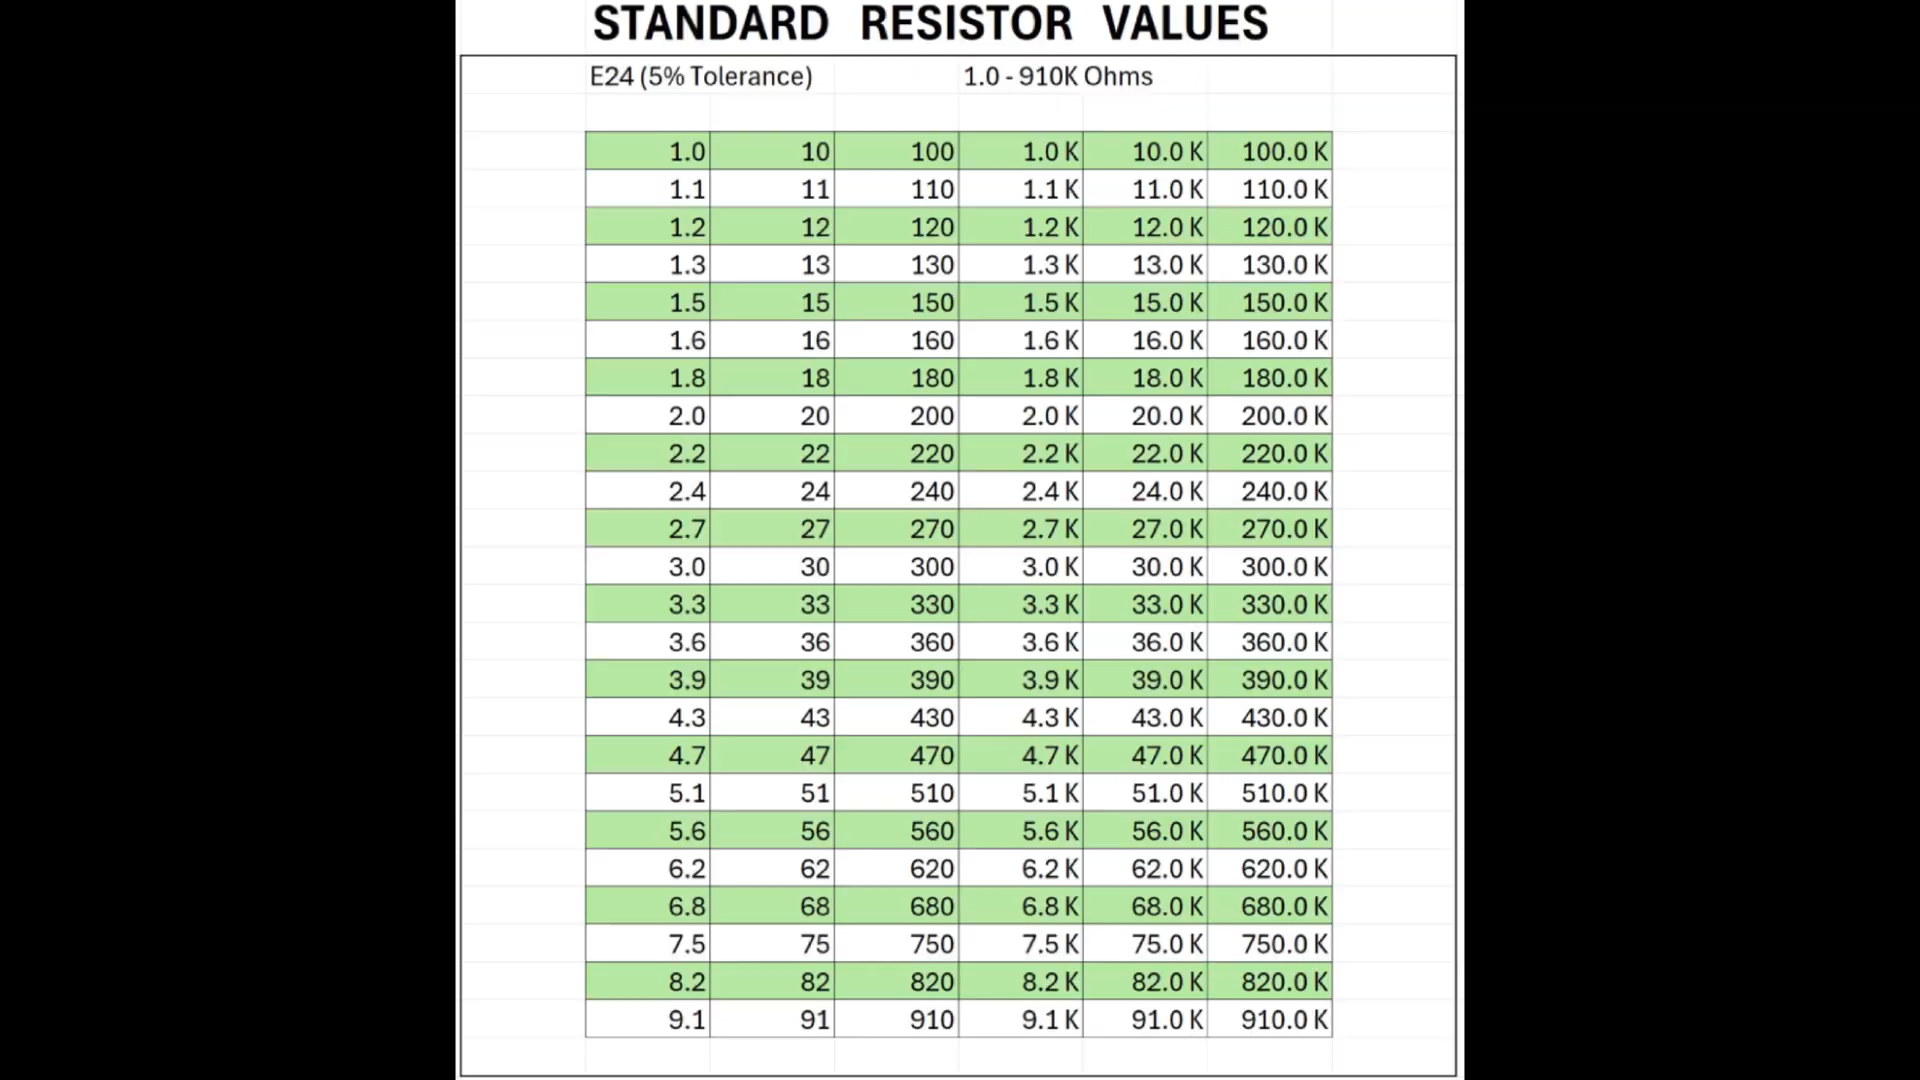 STANDARD RESISTOR VALUES
E24 (5% Tolerance) 1.0 - 910K Ohms
1.0 10 100 1.0 K 10.0 K 100.0 K
1.1 11 110 1.1 K 11.0 K 110.0 K
1.2 12 120 1.2 K 12.0 K 120.0 K
1.3 13 130 1.3 K 13.0 K 130.0 K
1.5 15 150 1.5 K 15.0 K 150.0 K
1.6 16 160 1.6 K 16.0 K 160.0 K
1.8 18 180 1.8 K 18.0 K 180.0 K
2.0 20 200 2.0 K 20.0 K 200.0 K
2.2 22 220 2.2 K 22.0 K 220.0 K
2.4 24 240 2.4 K 24.0 K 240.0 K
2.7 27 270 2.7 K 27.0 K 270.0 K
3.0 30 300 3.0 K 30.0 K 300.0 K
3.3 33 330 3.3 K 33.0 K 330.0 K
3.6 36 360 3.6 K 36.0 K 360.0 K
3.9 39 390 3.9 K 39.0 K 390.0 K
4.3 43 430 4.3 K 43.0 K 430.0 K
4.7 47 470 4.7 K 47.0 K 470.0 K
5.1 51 510 5.1 K 51.0 K 510.0 K
5.6 56 560 5.6 K 56.0 K 560.0 K
6.2 62 620 6.2 K 62.0 K 620.0 K
6.8 68 680 6.8 K 68.0 K 680.0 K
7.5 75 750 7.5 K 75.0 K 750.0 K
8.2 82 820 8.2 K 82.0 K 820.0 K
9.1 91 910 9.1 K 91.0 K 910.0 K